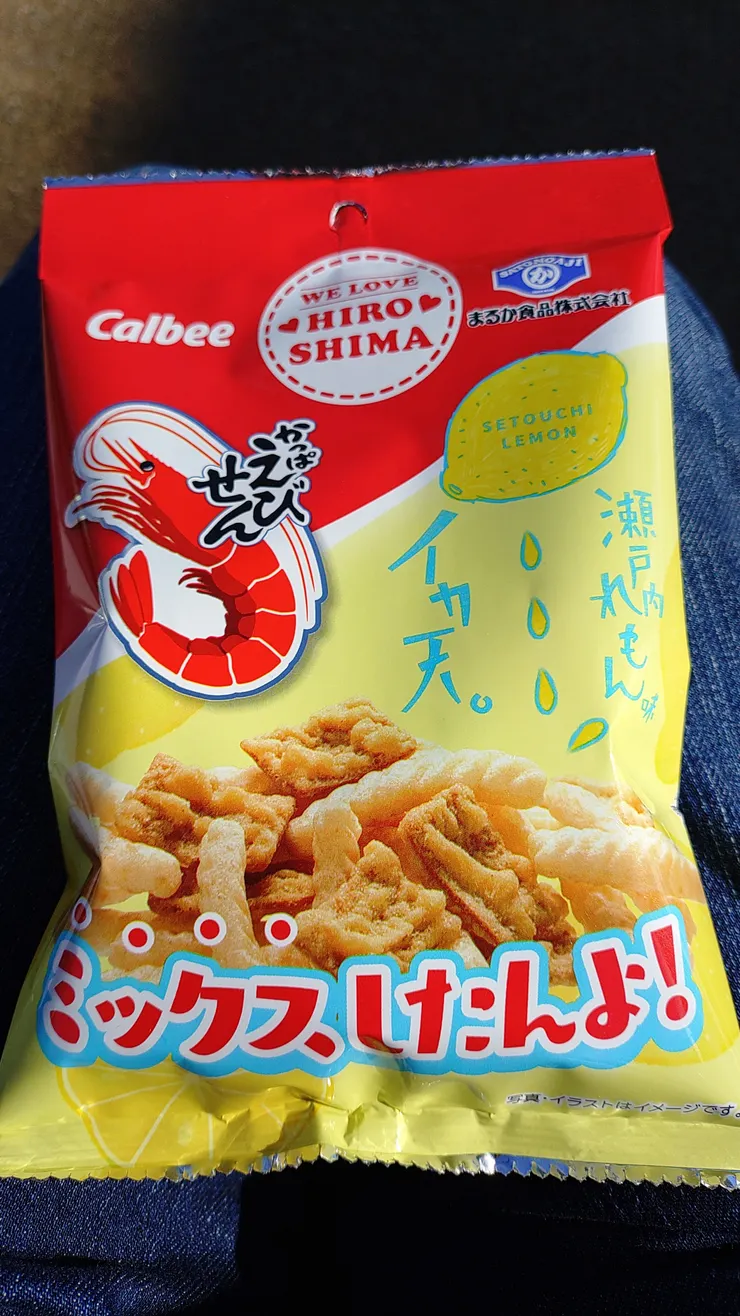 WE LOVE
HIRO
SHIMA
Calbee
SETONOAJI
か
まるか食品株式会社
SETOUCHI
LEMON
かっぱ
えび
せん
瀬戸内
れもん味
イカ天。
ミックスしたんよ!
写真・イラストはイメージです。